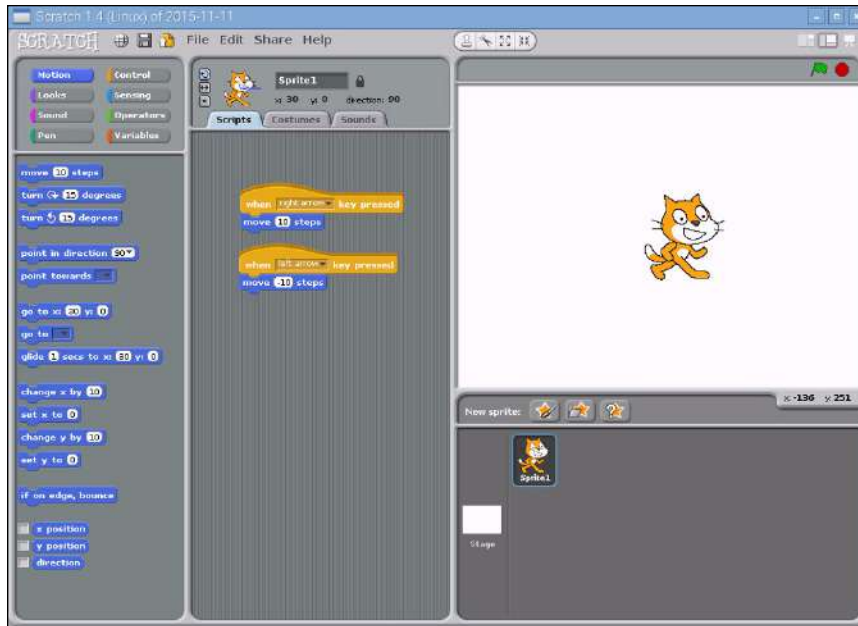 Scratch 1.4 (Linux) of 2015-11-11
SCRATCH File Edit Share Help
Motion Control
Looks Sensing
Sound Operators
Pen Variables
move 10 steps
turn 15 degrees
turn 15 degrees
point in direction 90
point towards
go to x: 30 y: 0
go to
glide 1 secs to x: 30 y: 0
change x by 10
set x to 0
change y by 10
set y to 0
if on edge, bounce
x position
y position
direction
Sprite1
x: 30 y: 0 direction: 90
Scripts Costumes Sounds
when right arrow key pressed
move 10 steps
when left arrow key pressed
move -10 steps
x: -136 y: 251
New sprite:
Sprite1
Stage